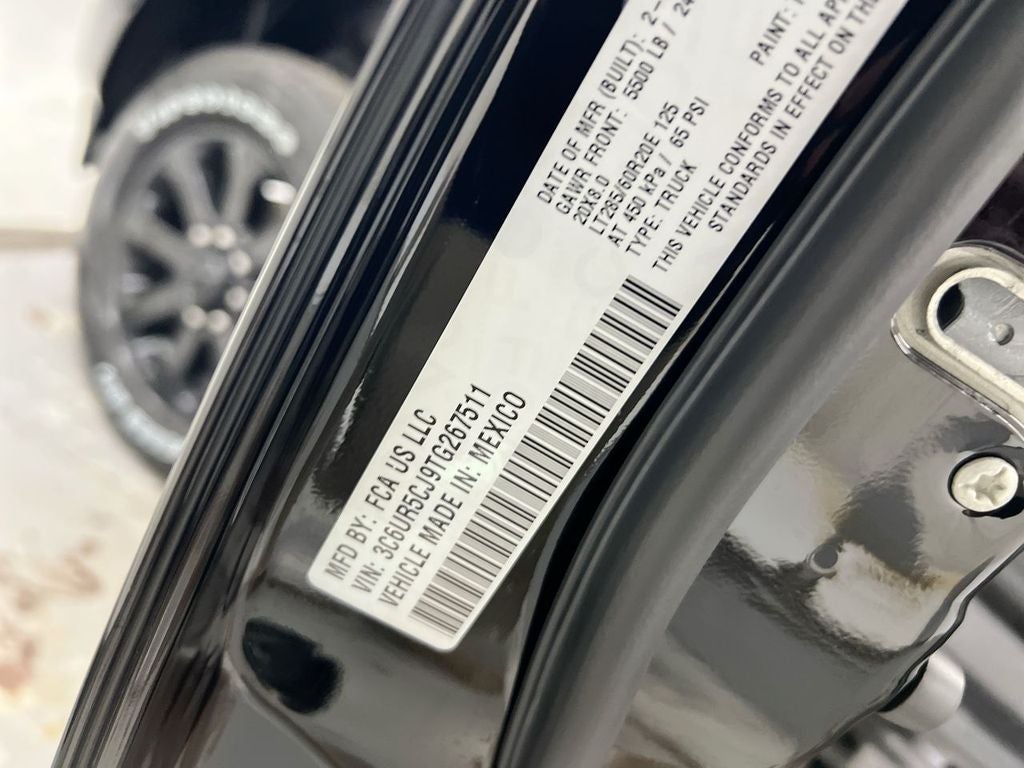 MFD BY: FCA US LLC
VIN: 3C6UR5CJ9TG267511
VEHICLE MADE IN: MEXICO
DATE OF MFR (BUILT): 2-
GAWR FRONT: 5500 LB / 24
20X8.0
LT285/60R20E 125
AT 450 kPa / 65 PSI
TYPE: TRUCK
PAINT:
THIS VEHICLE CONFORMS TO ALL
STANDARDS IN EFFECT ON